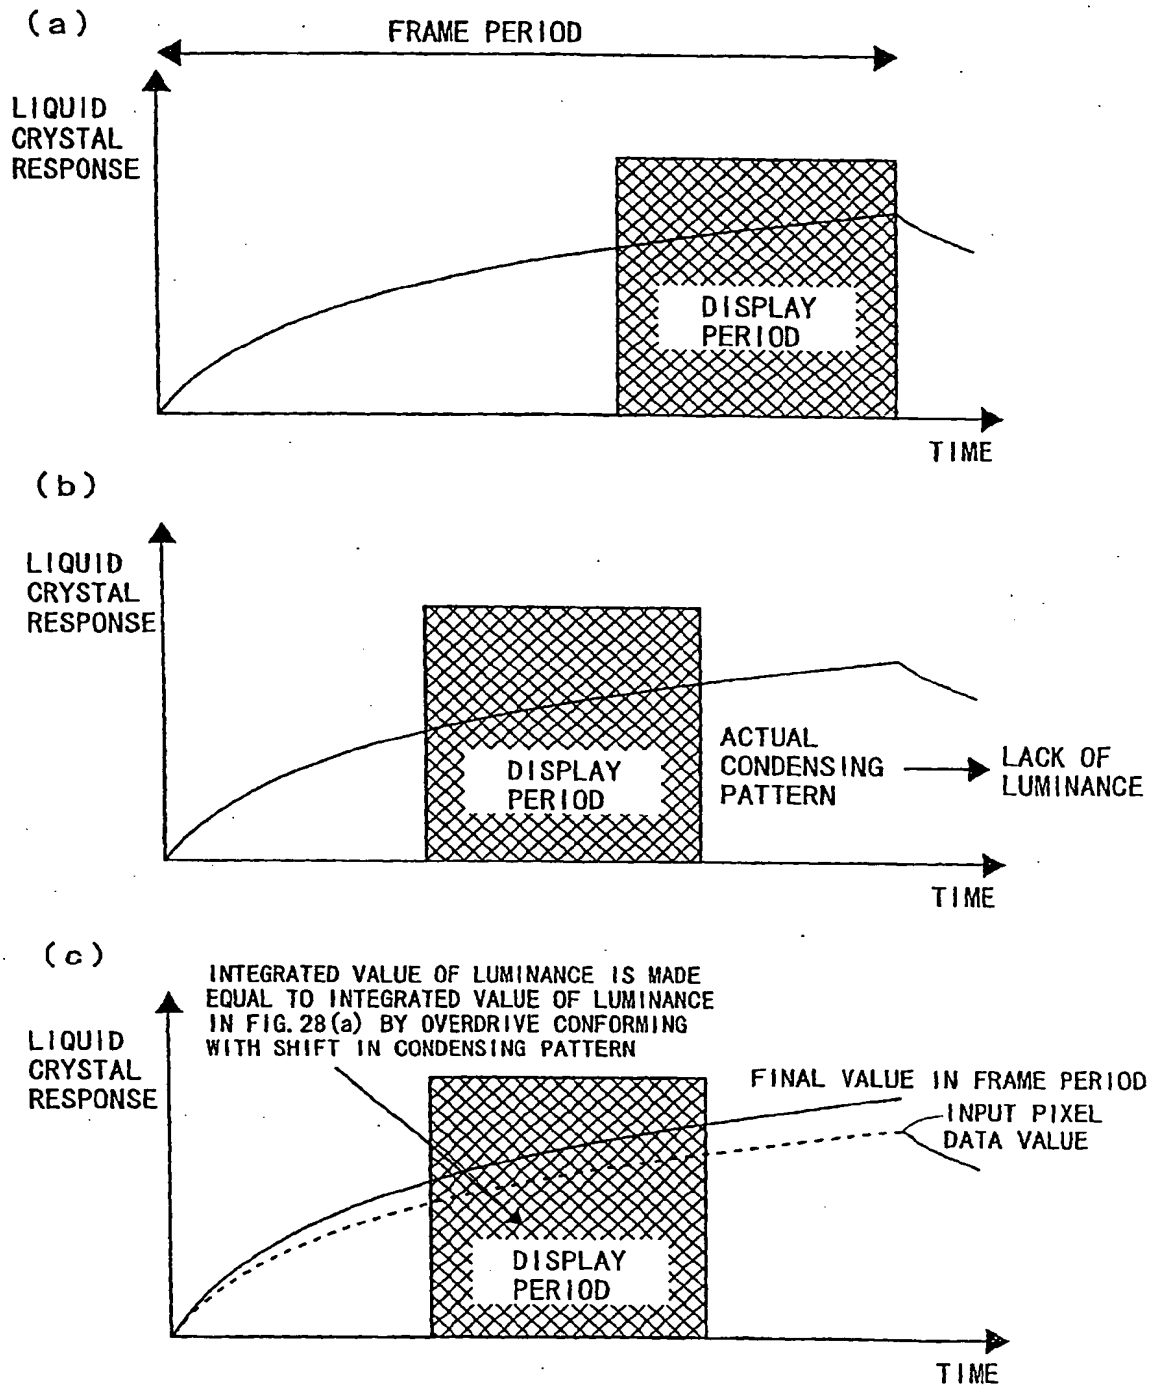 (a)
FRAME PERIOD
LIQUID
CRYSTAL
RESPONSE
DISPLAY
PERIOD
TIME
(b)
LIQUID
CRYSTAL
RESPONSE
DISPLAY
PERIOD
ACTUAL
CONDENSING
PATTERN
LACK OF
LUMINANCE
TIME
(c)
INTEGRATED VALUE OF LUMINANCE IS MADE
EQUAL TO INTEGRATED VALUE OF LUMINANCE
IN FIG. 28(a) BY OVERDRIVE CONFORMING
WITH SHIFT IN CONDENSING PATTERN
LIQUID
CRYSTAL
RESPONSE
FINAL VALUE IN FRAME PERIOD
INPUT PIXEL
DATA VALUE
DISPLAY
PERIOD
TIME